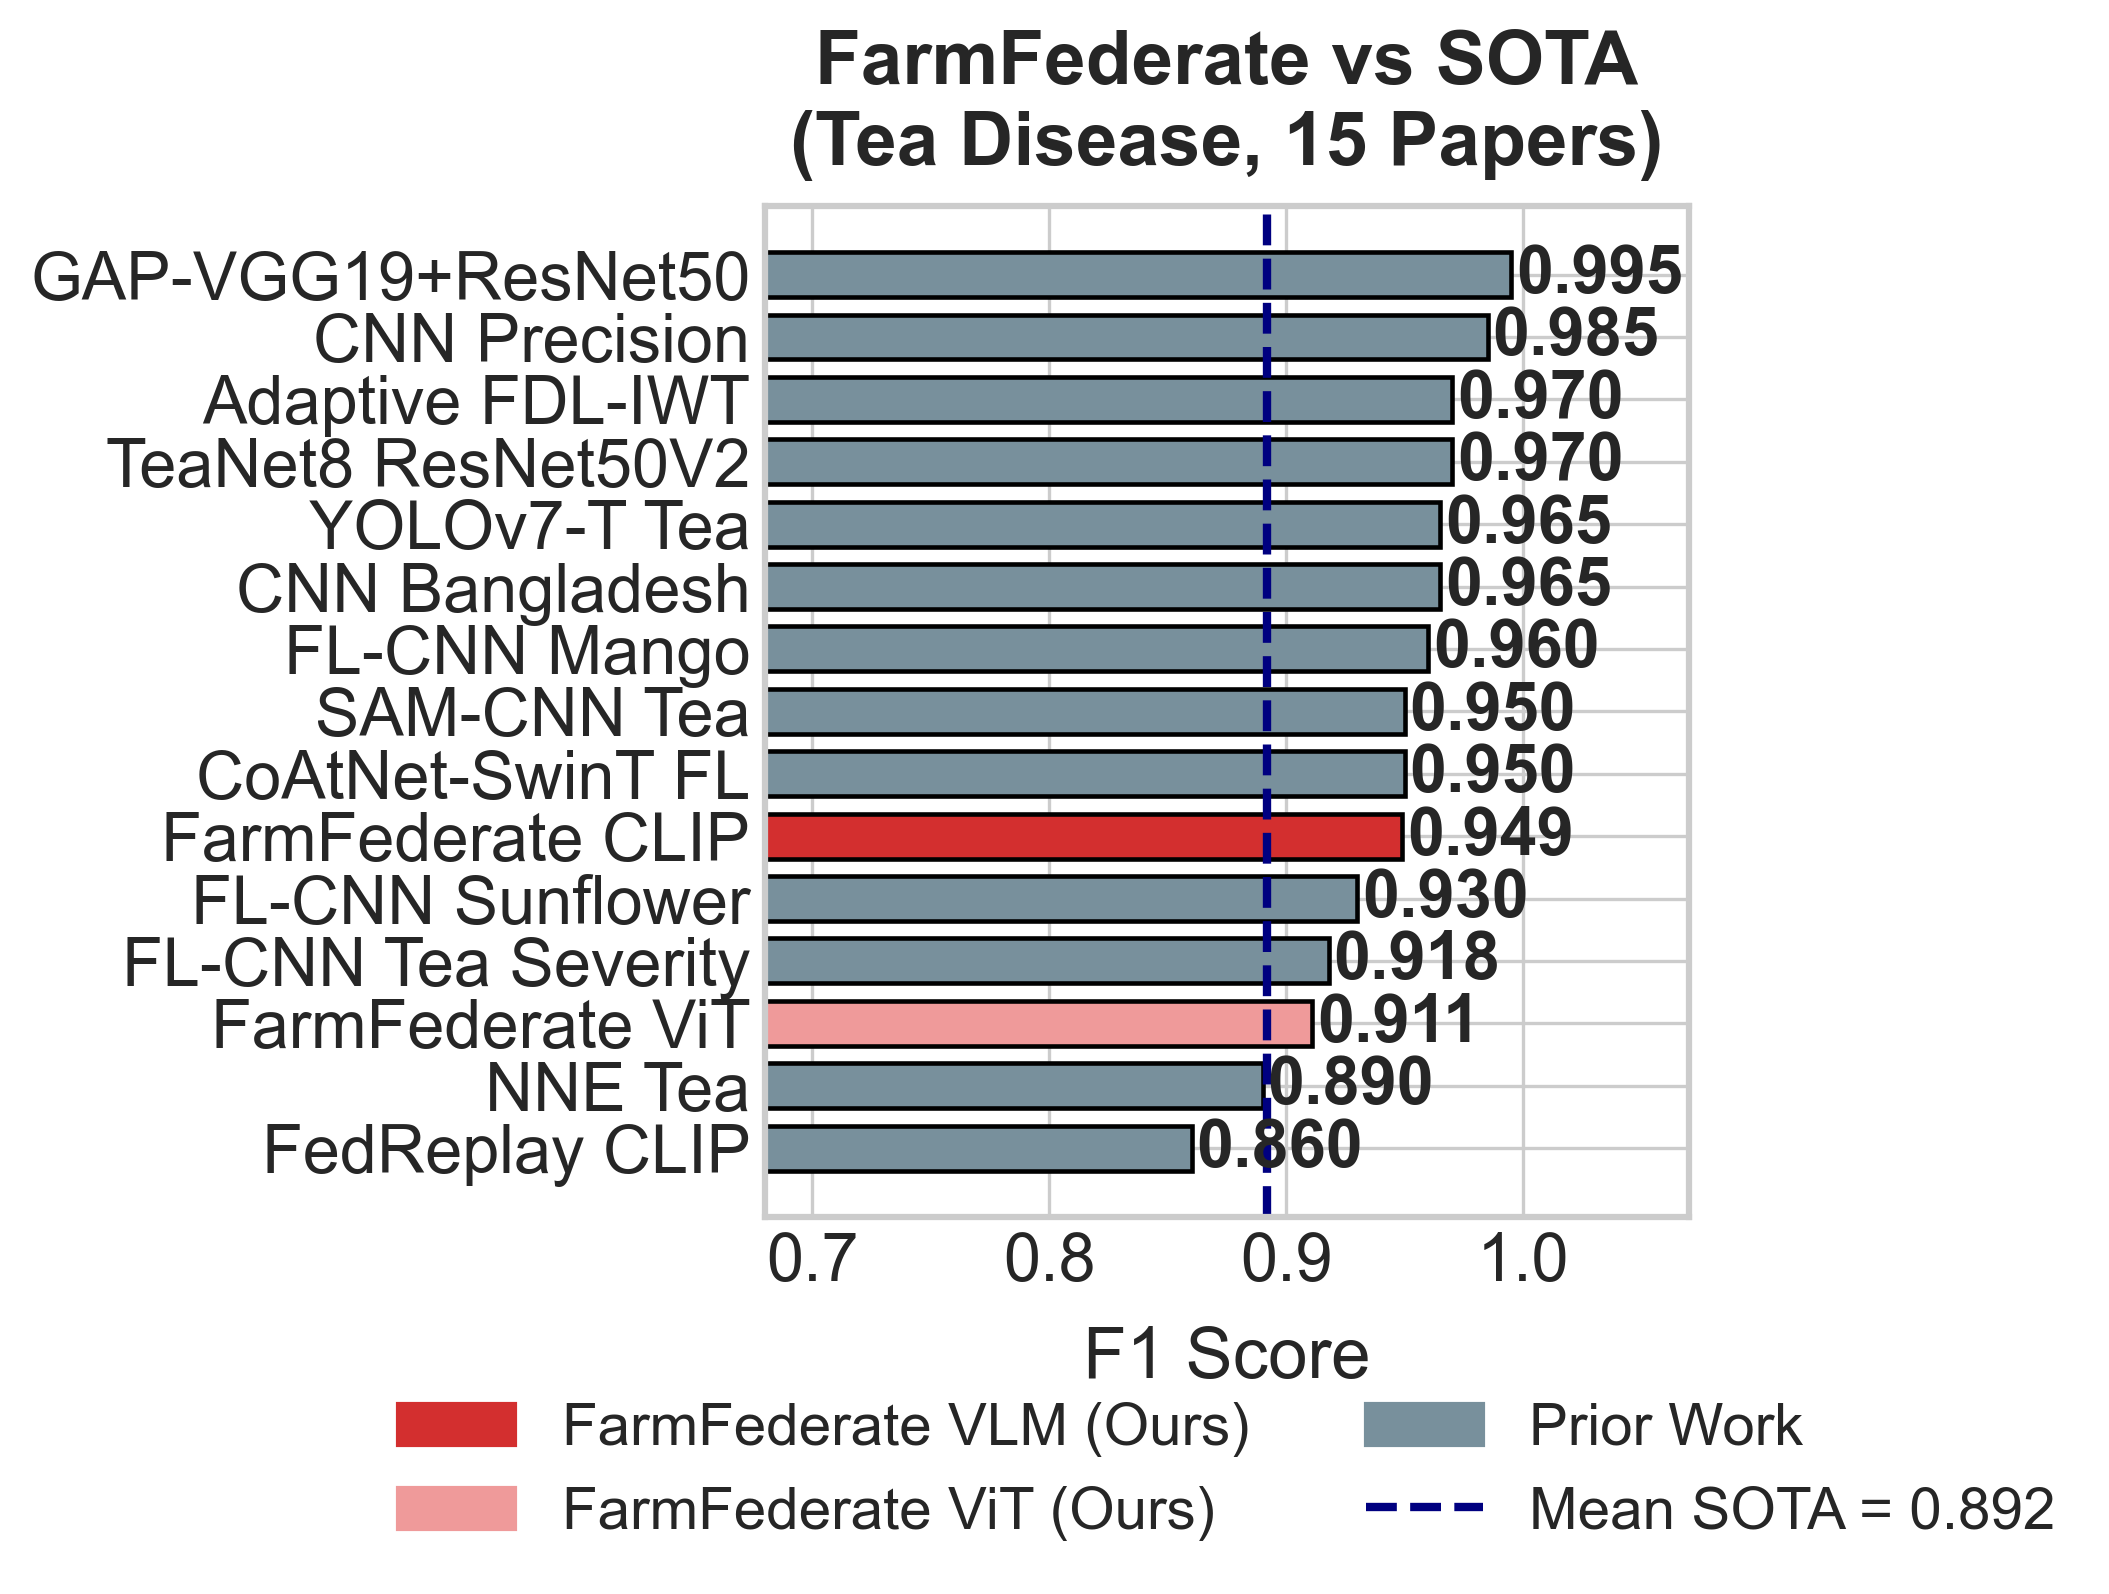 FarmFederate vs SOTA
(Tea Disease, 15 Papers)
GAP-VGG19+ResNet50 0.995
CNN Precision 0.985
Adaptive FDL-IWT 0.970
TeaNet8 ResNet50V2 0.970
YOLOv7-T Tea 0.965
CNN Bangladesh 0.965
FL-CNN Mango 0.960
SAM-CNN Tea 0.950
CoAtNet-SwinT FL 0.950
FarmFederate CLIP 0.949
FL-CNN Sunflower 0.930
FL-CNN Tea Severity 0.918
FarmFederate ViT 0.911
NNE Tea 0.890
FedReplay CLIP 0.860
0.7 0.8 0.9 1.0
F1 Score
FarmFederate VLM (Ours)
FarmFederate ViT (Ours)
Prior Work
Mean SOTA = 0.892